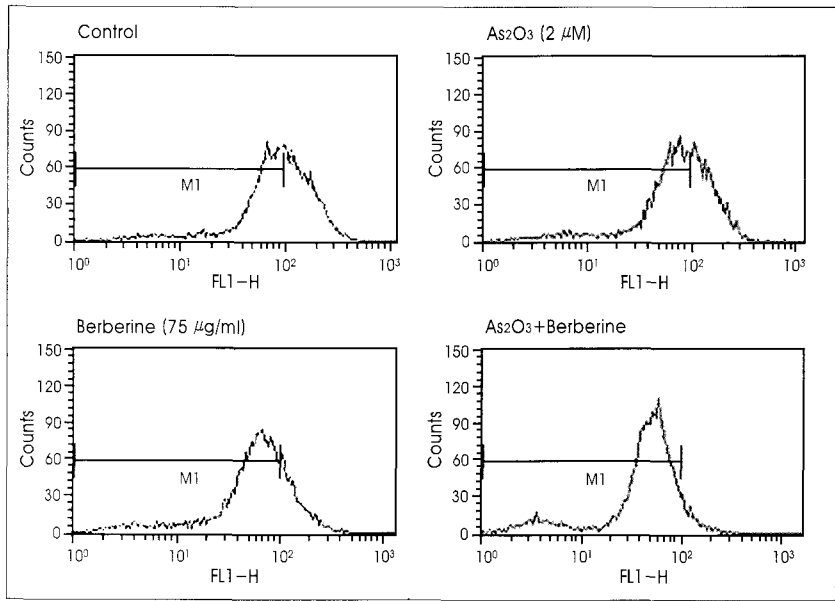 Control
150
120
90
60
30
0
Counts
M1
10⁰ 10¹ 10² 10³
FL1-H
As₂O₃ (2 μM)
150
120
90
60
30
0
Counts
M1
10⁰ 10¹ 10² 10³
FL1-H
Berberine (75 μg/ml)
150
120
90
60
30
0
Counts
M1
10⁰ 10¹ 10² 10³
FL1-H
As₂O₃+Berberine
150
120
90
60
30
0
Counts
M1
10⁰ 10¹ 10² 10³
FL1-H